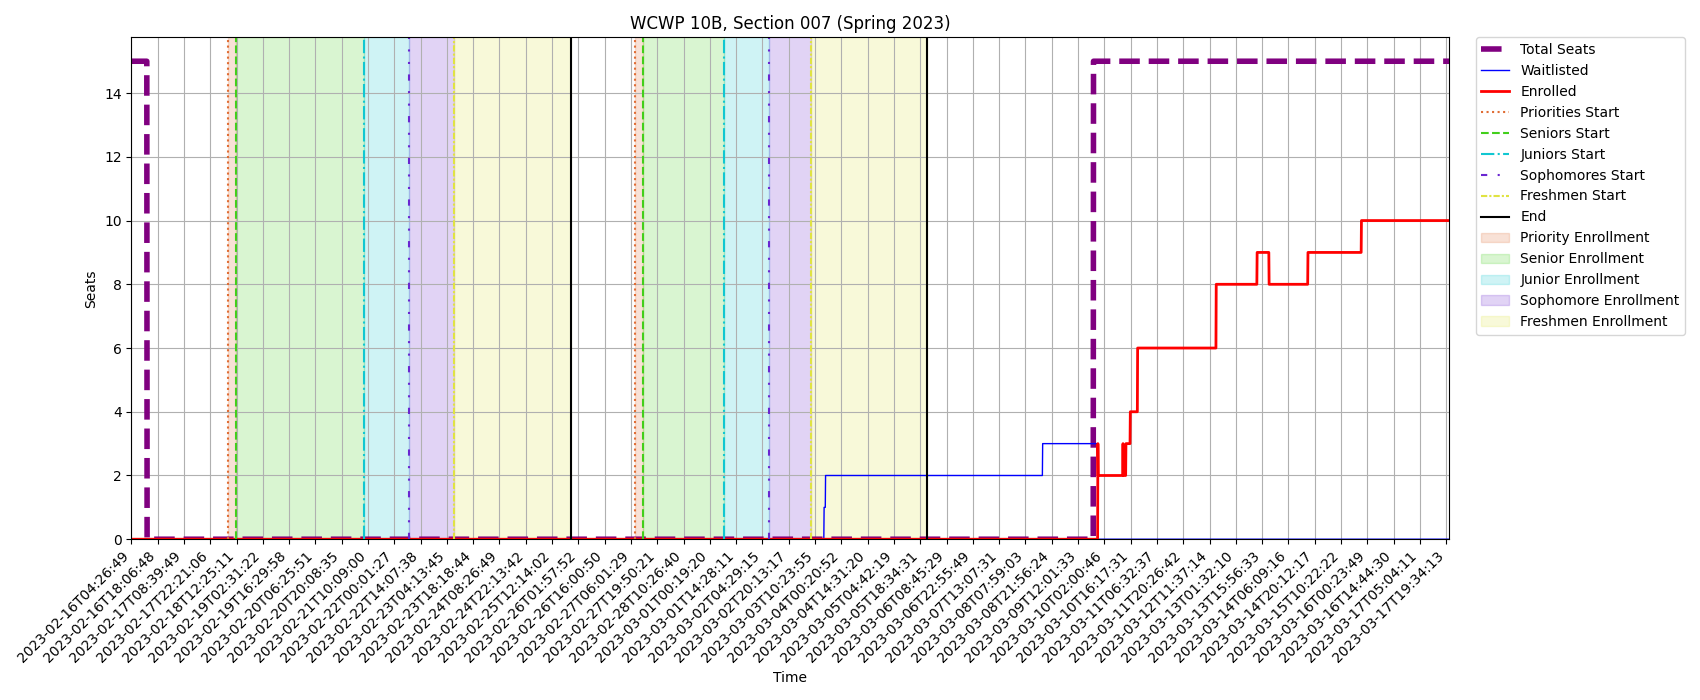 WCWP 10B, Section 007 (Spring 2023)
Total Seats
Waitlisted
Enrolled
Priorities Start
Seniors Start
Juniors Start
Sophomores Start
Freshmen Start
End
Priority Enrollment
Senior Enrollment
Junior Enrollment
Sophomore Enrollment
Freshmen Enrollment
Seats
14
12
10
8
6
4
2
0
2023-02-16T04:26:49
2023-02-16T18:06:48
2023-02-17T08:39:49
2023-02-17T22:21:06
2023-02-18T12:25:11
2023-02-19T02:31:22
2023-02-19T16:29:58
2023-02-20T06:25:51
2023-02-20T20:08:35
2023-02-21T10:09:00
2023-02-22T00:01:27
2023-02-22T14:07:38
2023-02-23T04:13:45
2023-02-23T18:18:44
2023-02-24T08:26:49
2023-02-24T22:13:42
2023-02-25T12:14:02
2023-02-26T01:57:52
2023-02-26T16:00:50
2023-02-27T06:01:29
2023-02-27T19:50:21
2023-02-28T10:26:40
2023-03-01T00:19:20
2023-03-01T14:28:11
2023-03-02T04:29:15
2023-03-02T20:13:17
2023-03-03T10:23:55
2023-03-04T00:20:52
2023-03-04T14:31:20
2023-03-05T04:42:19
2023-03-05T18:34:31
2023-03-06T08:45:29
2023-03-06T22:55:49
2023-03-07T13:07:31
2023-03-08T07:59:03
2023-03-08T21:56:24
2023-03-09T12:01:33
2023-03-10T02:00:46
2023-03-10T16:17:31
2023-03-11T06:32:37
2023-03-11T20:26:42
2023-03-12T11:37:14
2023-03-13T01:32:10
2023-03-13T15:56:33
2023-03-14T06:09:16
2023-03-14T20:12:17
2023-03-15T10:22:22
2023-03-16T00:23:49
2023-03-16T14:44:30
2023-03-17T05:04:11
2023-03-17T19:34:13
Time